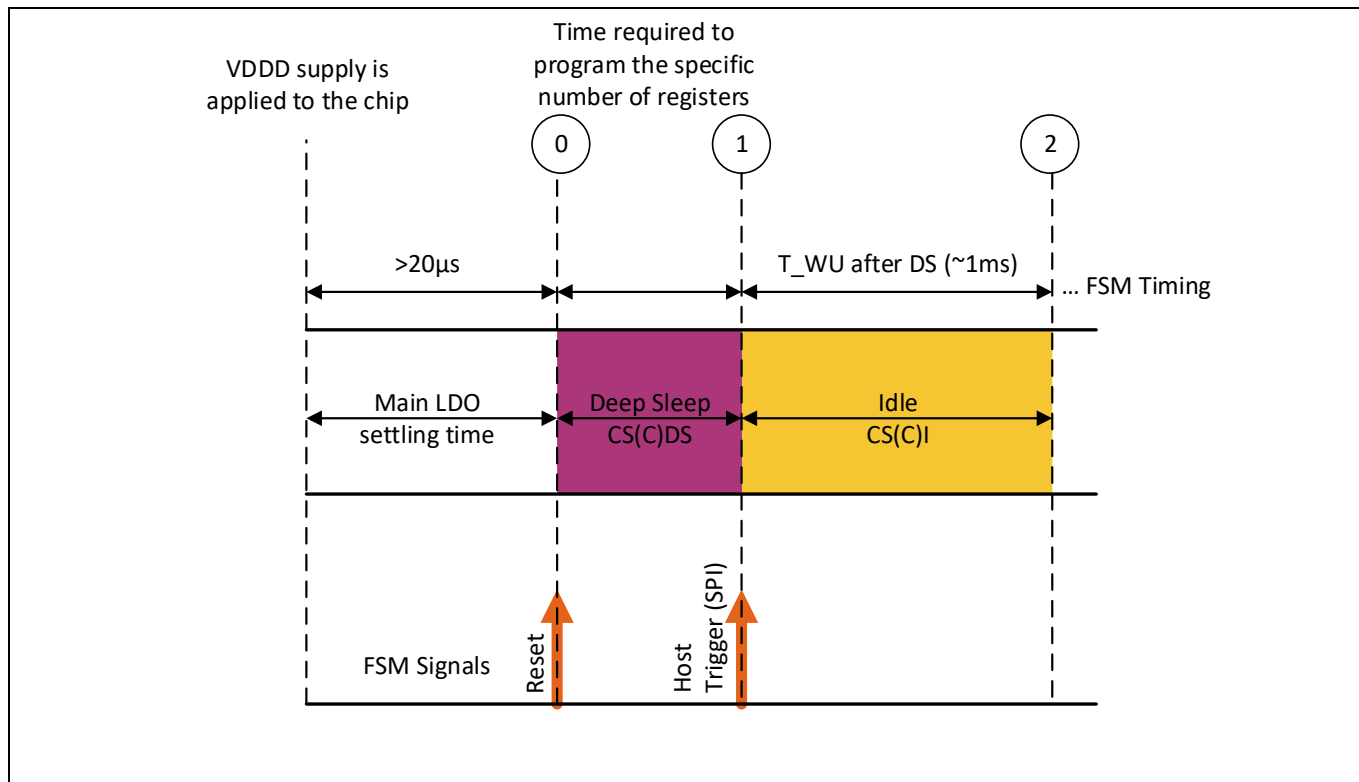 VDDD supply is
applied to the chip
Time required to
program the specific
number of registers
0
1
2
>20µs
T_WU after DS (~1ms)
... FSM Timing
Main LDO
settling time
Deep Sleep
CS(C)DS
Idle
CS(C)I
FSM Signals
Reset
Host
Trigger (SPI)